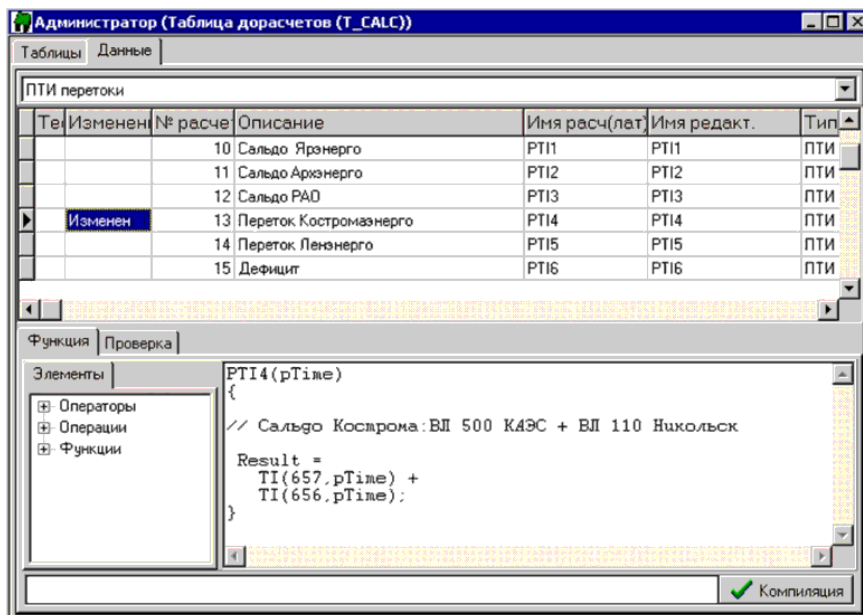 Администратор (Таблица дорасчетов (T_CALC))
Таблицы Данные
ПТИ перетоки
Тег Изменени № расчет Описание Имя расч(лат) Имя редакт. Тип
10 Сальдо Ярэнерго PTI1 PTI1 ПТИ
11 Сальдо Архэнерго PTI2 PTI2 ПТИ
12 Сальдо РАО PTI3 PTI3 ПТИ
Изменен 13 Переток Костромаэнерго PTI4 PTI4 ПТИ
14 Переток Ленэнерго PTI5 PTI5 ПТИ
15 Дефицит PTI6 PTI6 ПТИ
Функция Проверка
Элементы
Операторы
Операции
Функции
PTI4(pTime)
{
// Сальдо Кострома:ВЛ 500 КАЭС + ВЛ 110 Никольск
Result =
TI(657,pTime) +
TI(656,pTime);
}
Компиляция